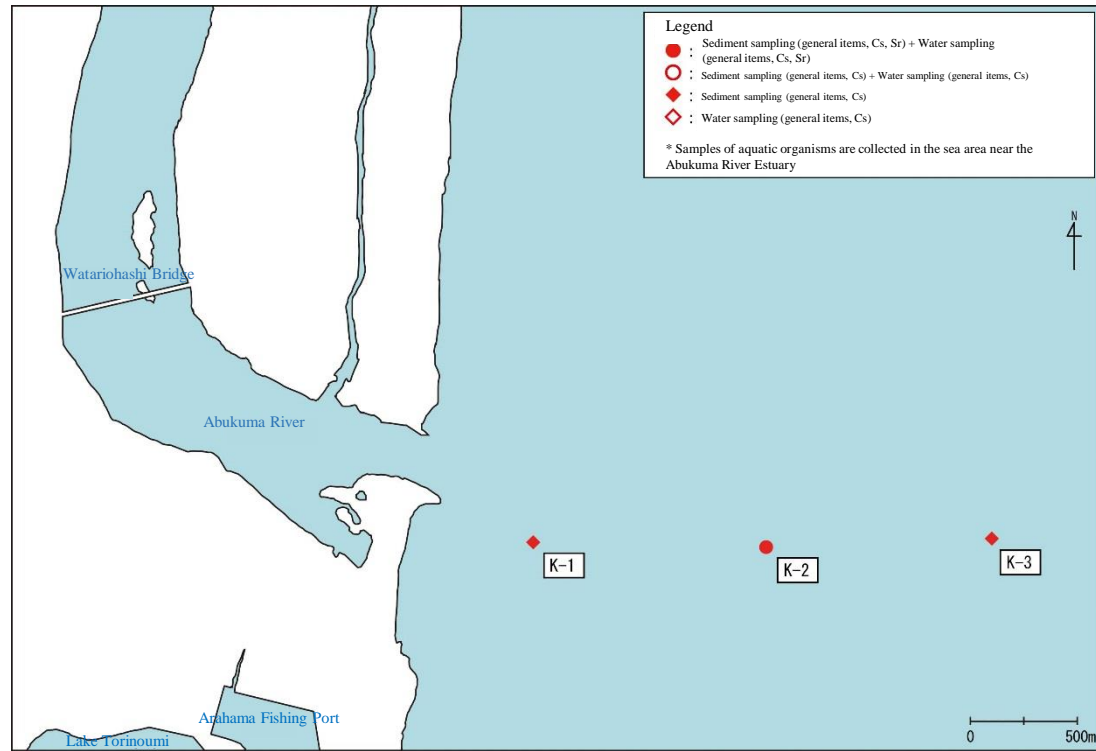 Legend
: Sediment sampling (general items, Cs, Sr) + Water sampling
(general items, Cs, Sr)
: Sediment sampling (general items, Cs) + Water sampling (general items, Cs)
: Sediment sampling (general items, Cs)
: Water sampling (general items, Cs)
* Samples of aquatic organisms are collected in the sea area near the
Abukuma River Estuary
N
Watariohashi Bridge
Abukuma River
K-1
K-2
K-3
Arahama Fishing Port
Lake Torinoumi
0 500m